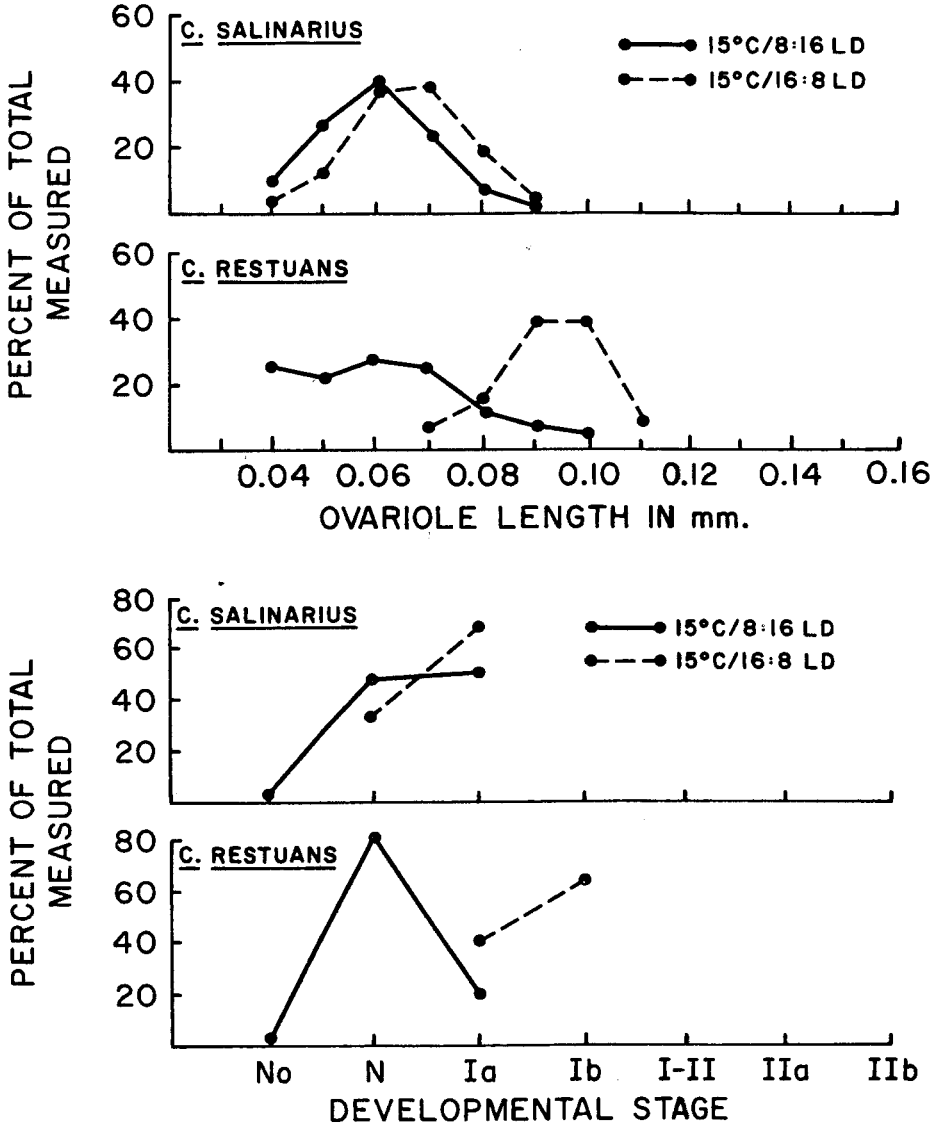 60
C. SALINARIUS
15°C/8:16 LD
40
15°C/16:8 LD
20
60
C. RESTUANS
40
20
PERCENT OF TOTAL
MEASURED
0.04 0.06 0.08 0.10 0.12 0.14 0.16
OVARIOLE LENGTH IN mm.
80
C. SALINARIUS
15°C/8:16 LD
60
15°C/16:8 LD
40
20
80
C. RESTUANS
60
40
20
PERCENT OF TOTAL
MEASURED
No N Ia Ib I-II IIa IIb
DEVELOPMENTAL STAGE